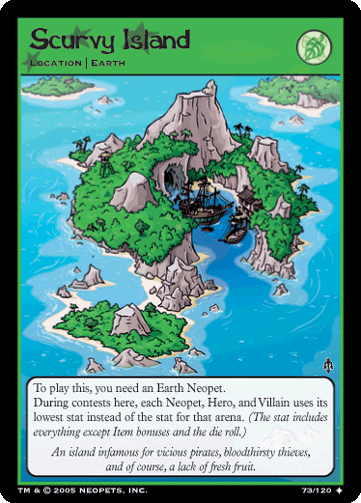 Scurvy Island
Location | Earth
To play this, you need an Earth Neopet.
During contests here, each Neopet, Hero, and Villain uses its
lowest stat instead of the stat for that arena. (The stat includes
everything except Item bonuses and the die roll.)
An island infamous for vicious pirates, bloodthirsty thieves,
and of course, a lack of fresh fruit.
TM & © 2005 NEOPETS, INC.
73/120 ◆